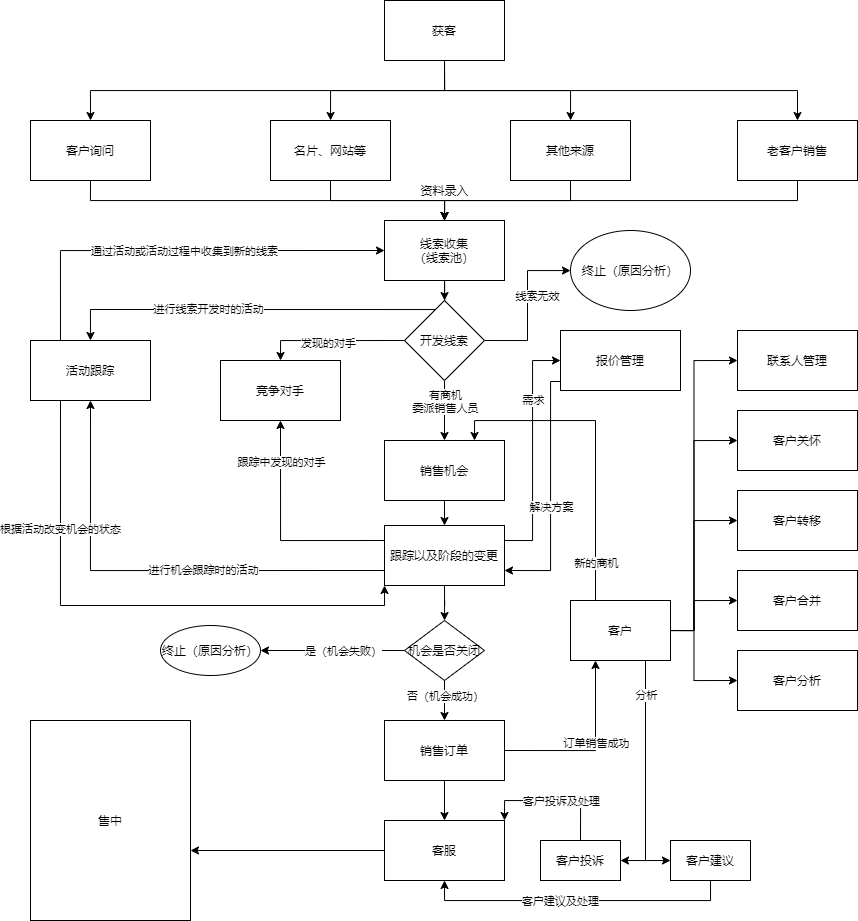 获客
客户询问
名片、网站等
其他来源
老客户销售
资料录入
线索收集
（线索池）
通过活动或活动过程中收集到新的线索
终止（原因分析）
线索无效
进行线索开发时的活动
开发线索
发现的对手
报价管理
联系人管理
活动跟踪
竞争对手
有商机
委派销售人员
需求
客户关怀
跟踪中发现的对手
销售机会
解决方案
客户转移
根据活动改变机会的状态
跟踪以及阶段的变更
进行机会跟踪时的活动
新的商机
客户合并
客户
终止（原因分析）
是（机会失败）
机会是否关闭
客户分析
否（机会成功）
分析
销售订单
订单销售成功
售中
客户投诉及处理
客服
客户投诉
客户建议
客户建议及处理